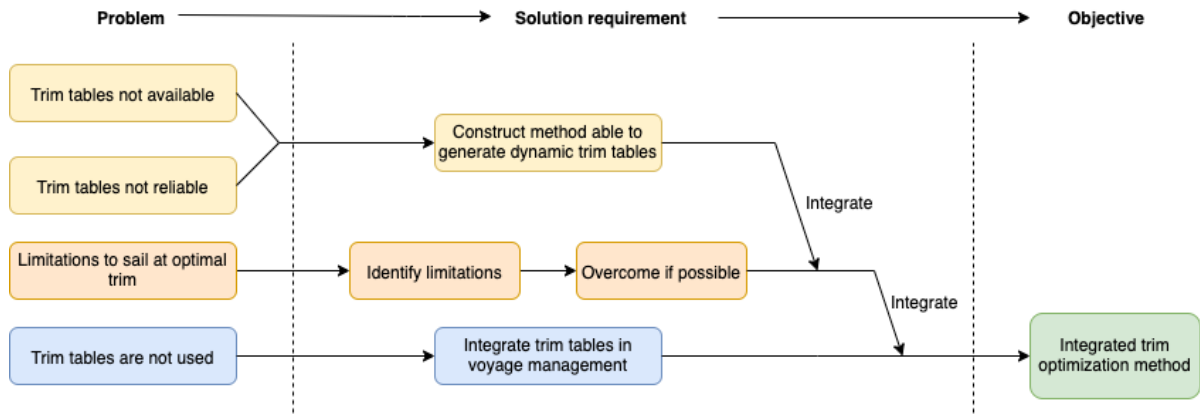 Problem
Solution requirement
Objective
Trim tables not available
Trim tables not reliable
Construct method able to
generate dynamic trim tables
Integrate
Limitations to sail at optimal
trim
Identify limitations
Overcome if possible
Integrate
Trim tables are not used
Integrate trim tables in
voyage management
Integrated trim
optimization method